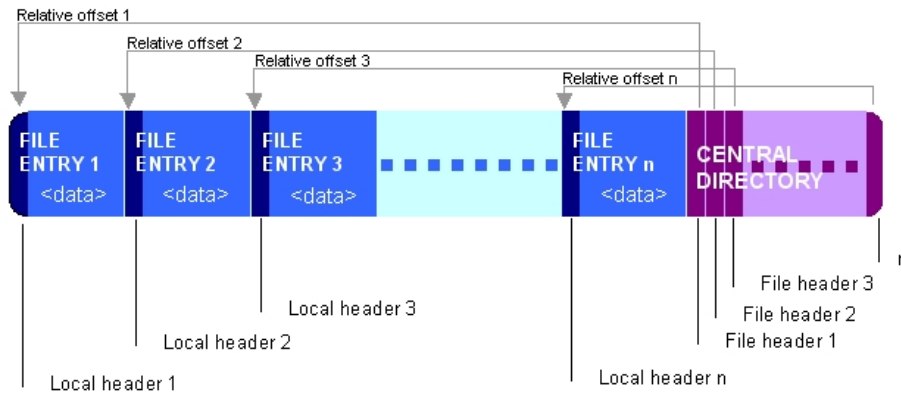 Relative offset 1
Relative offset 2
Relative offset 3
Relative offset n
FILE
ENTRY 1
<data>
FILE
ENTRY 2
<data>
FILE
ENTRY 3
<data>
FILE
ENTRY n
<data>
CENTRAL
DIRECTORY
File header 3
File header 2
File header 1
Local header 3
Local header 2
Local header 1
Local header n